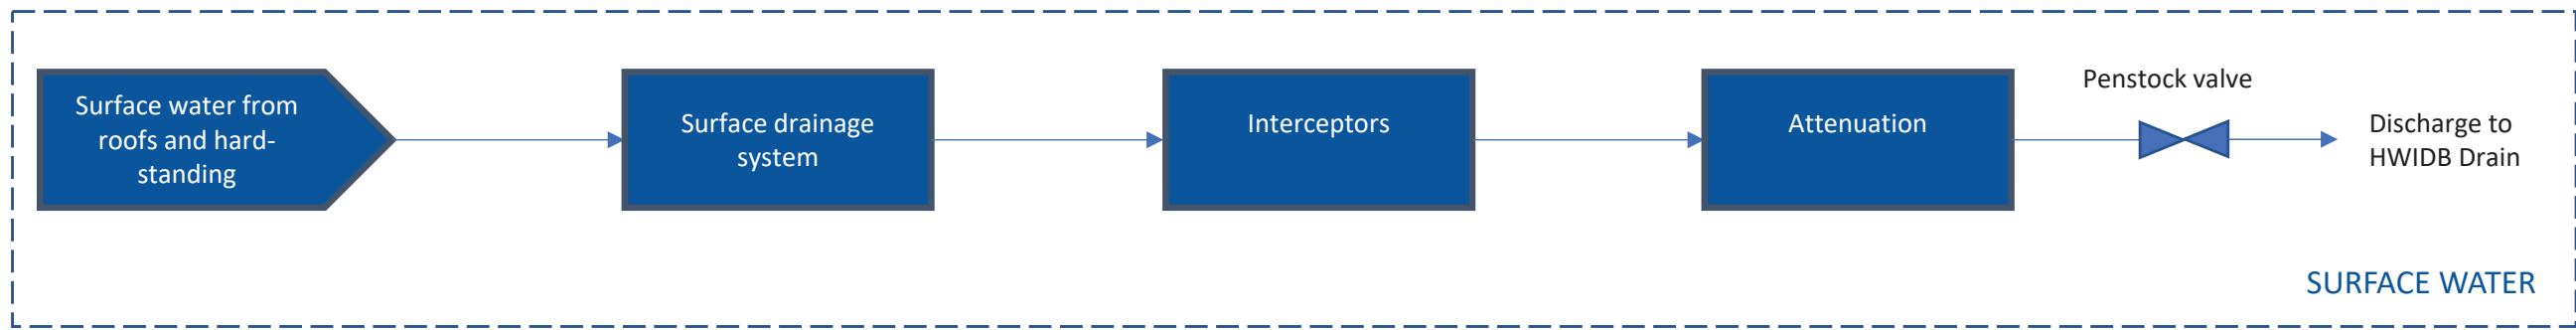 Surface water from
roofs and hard-
standing
Surface drainage
system
Interceptors
Attenuation
Penstock valve
Discharge to
HWIDB Drain
SURFACE WATER